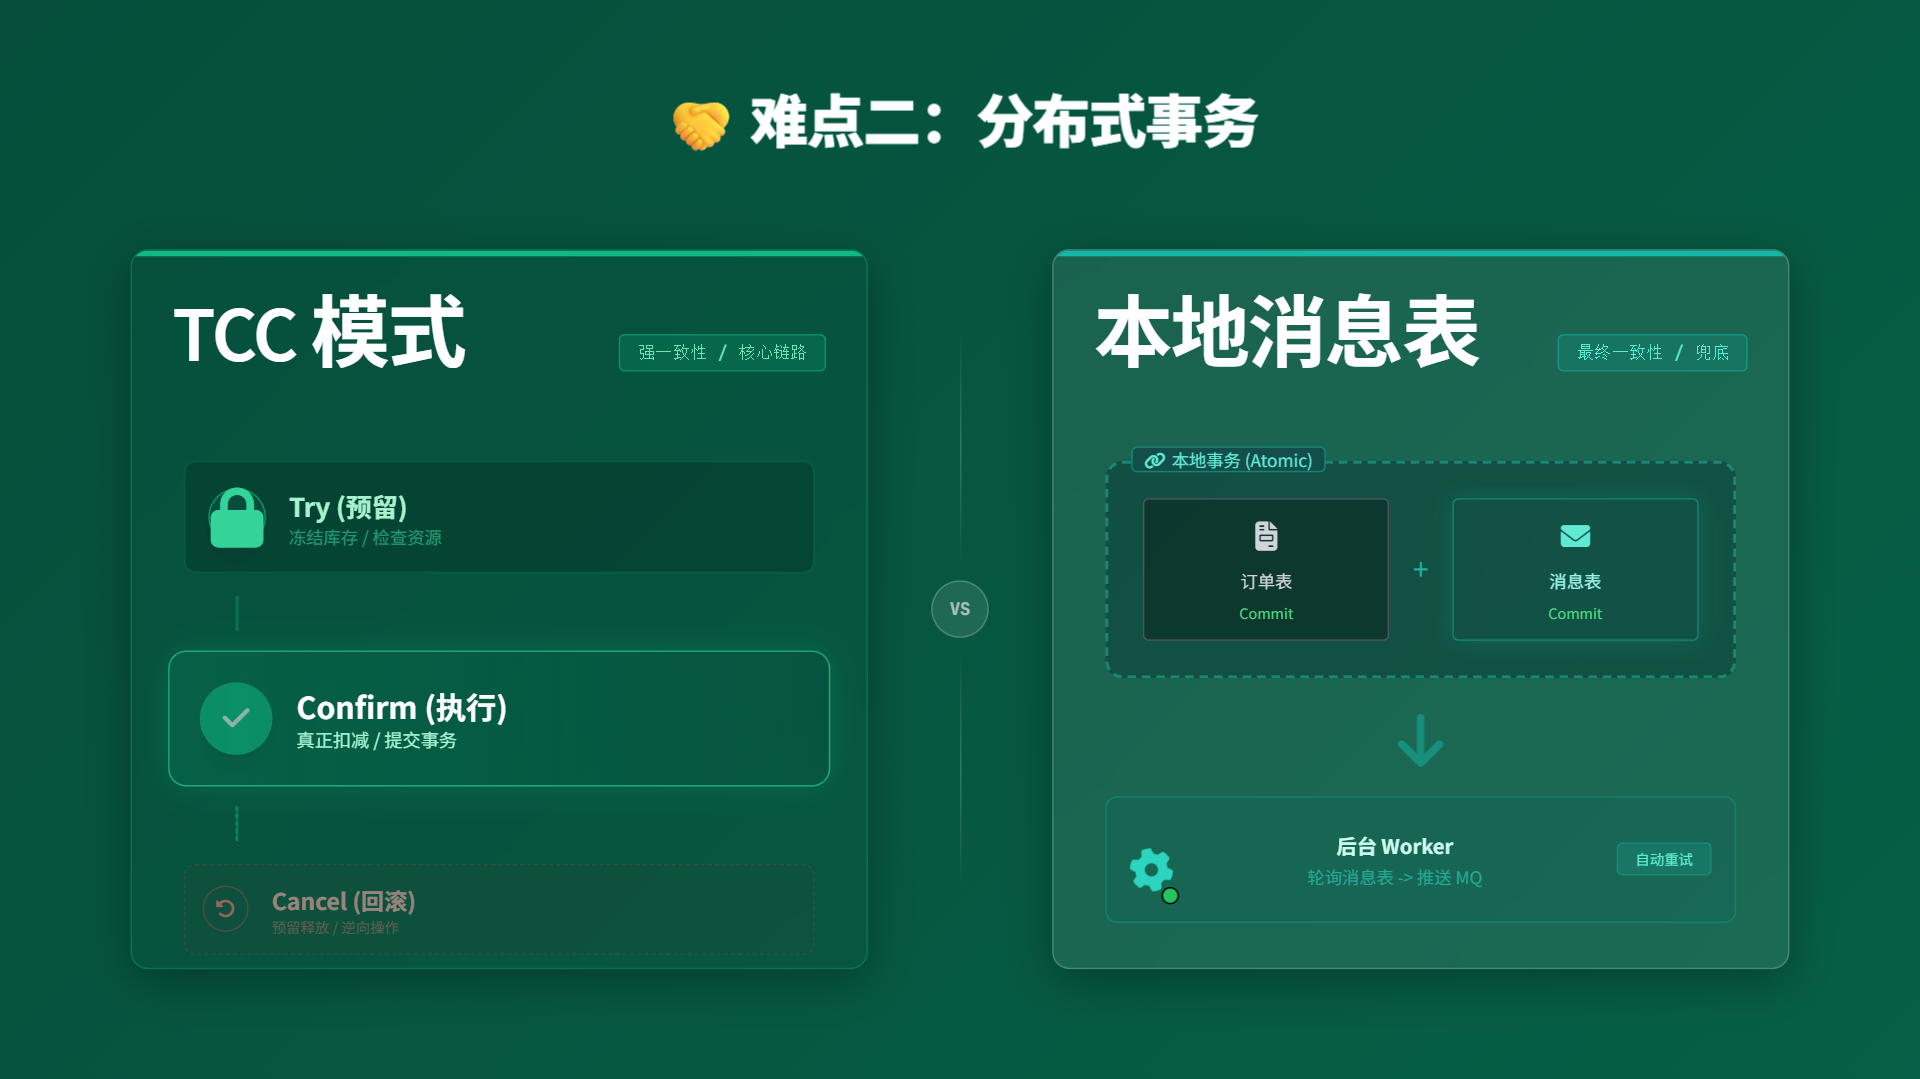 🤝 难点二：分布式事务
TCC 模式
强一致性 / 核心链路
Try (预留)
冻结库存 / 检查资源
Confirm (执行)
真正扣减 / 提交事务
Cancel (回滚)
预留释放 / 逆向操作
VS
本地消息表
最终一致性 / 兜底
本地事务 (Atomic)
订单表
Commit
+
消息表
Commit
后台 Worker
轮询消息表 -> 推送 MQ
自动重试